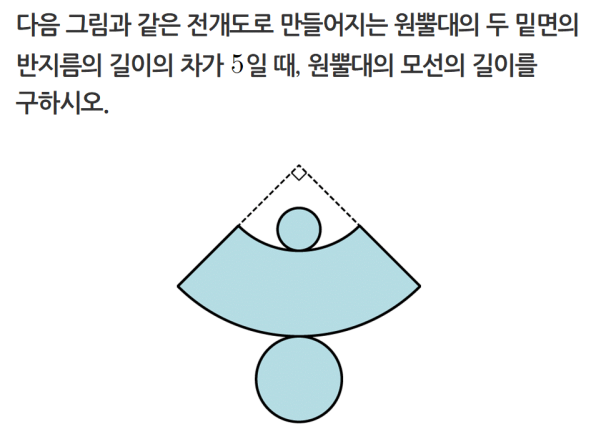 다음 그림과 같은 전개도로 만들어지는 원뿔대의 두 밑면의
반지름의 길이의 차가 5일 때, 원뿔대의 모선의 길이를
구하시오.